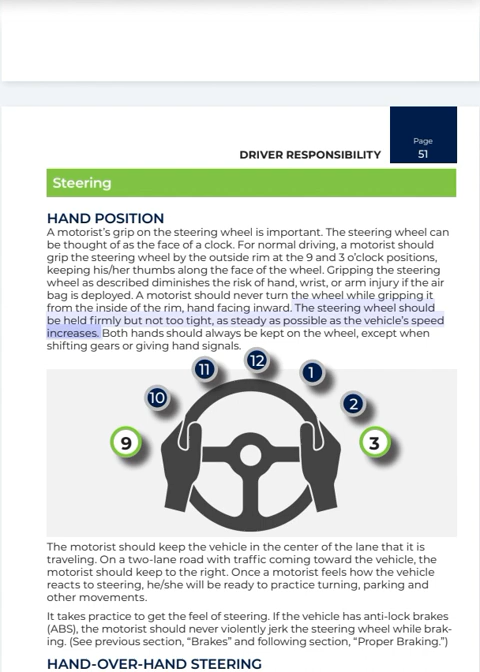 Page
DRIVER RESPONSIBILITY
51
Steering
HAND POSITION
A motorist's grip on the steering wheel is important. The steering wheel can
be thought of as the face of a clock. For normal driving, a motorist should
grip the steering wheel by the outside rim at the 9 and 3 o'clock positions,
keeping his/her thumbs along the face of the wheel. Gripping the steering
wheel as described diminishes the risk of hand, wrist, or arm injury if the air
bag is deployed. A motorist should never turn the wheel while gripping it
from the inside of the rim, hand facing inward. The steering wheel should
be held firmly but not too tight, as steady as possible as the vehicle's speed
increases. Both hands should always be kept on the wheel, except when
shifting gears or giving hand signals.
12
11
1
10
2
9
3
The motorist should keep the vehicle in the center of the lane that it is
traveling. On a two-lane road with traffic coming toward the vehicle, the
motorist should keep to the right. Once a motorist feels how the vehicle
reacts to steering, he/she will be ready to practice turning, parking and
other movements.
It takes practice to get the feel of steering. If the vehicle has anti-lock brakes
(ABS), the motorist should never violently jerk the steering wheel while brak-
ing. (See previous section, “Brakes” and following section, “Proper Braking.”)
HAND-OVER-HAND STEERING